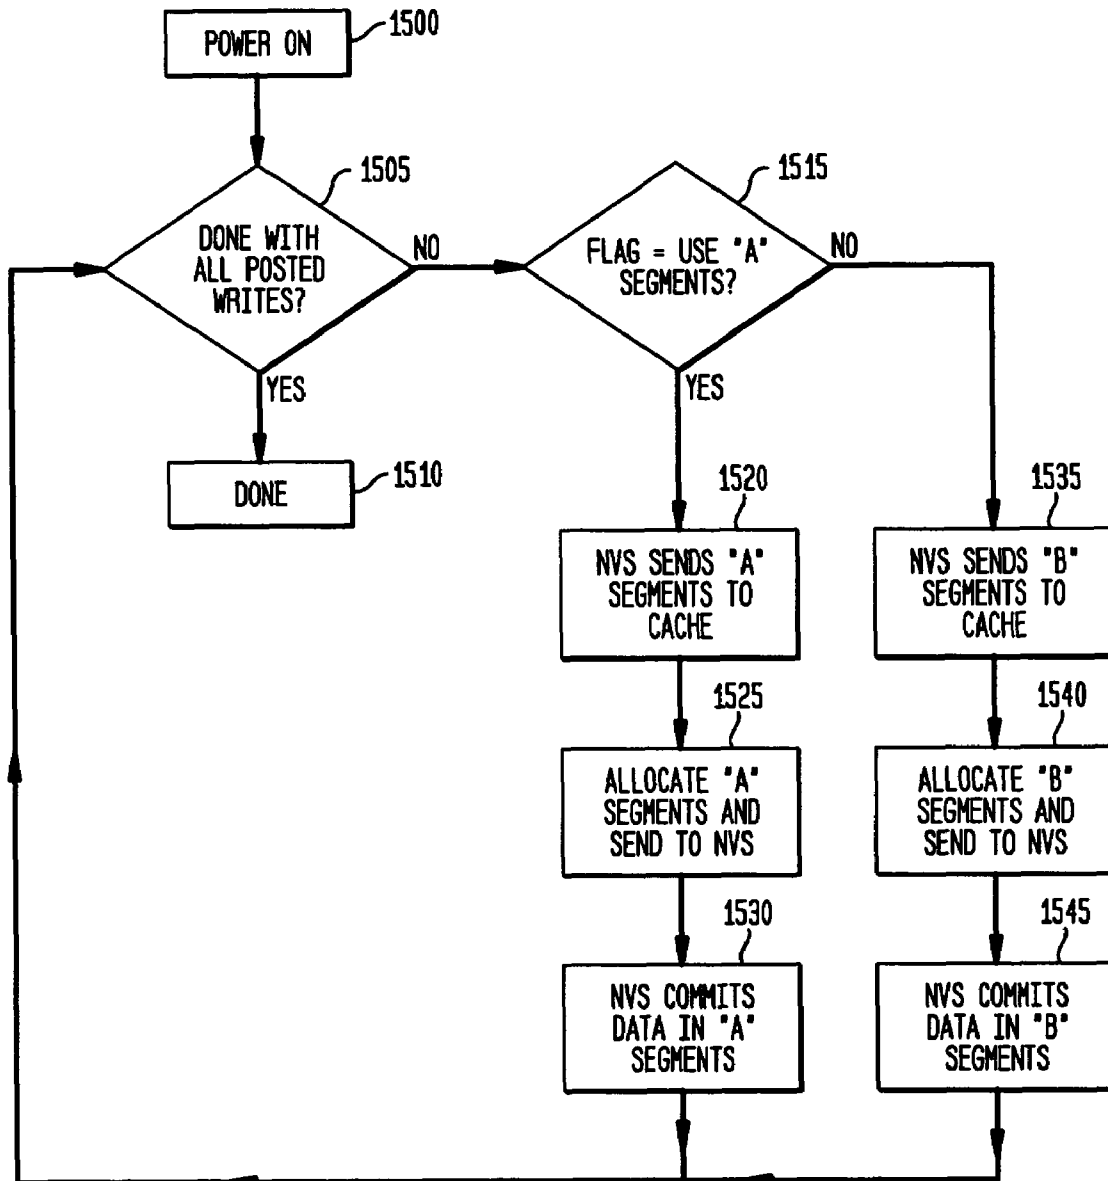 POWER ON
1500
1505
DONE WITH
ALL POSTED
WRITES?
NO
YES
DONE
1510
1515
FLAG = USE "A"
SEGMENTS?
NO
YES
1520
NVS SENDS "A"
SEGMENTS TO
CACHE
1525
ALLOCATE "A"
SEGMENTS AND
SEND TO NVS
1530
NVS COMMITS
DATA IN "A"
SEGMENTS
1535
NVS SENDS "B"
SEGMENTS TO
CACHE
1540
ALLOCATE "B"
SEGMENTS AND
SEND TO NVS
1545
NVS COMMITS
DATA IN "B"
SEGMENTS